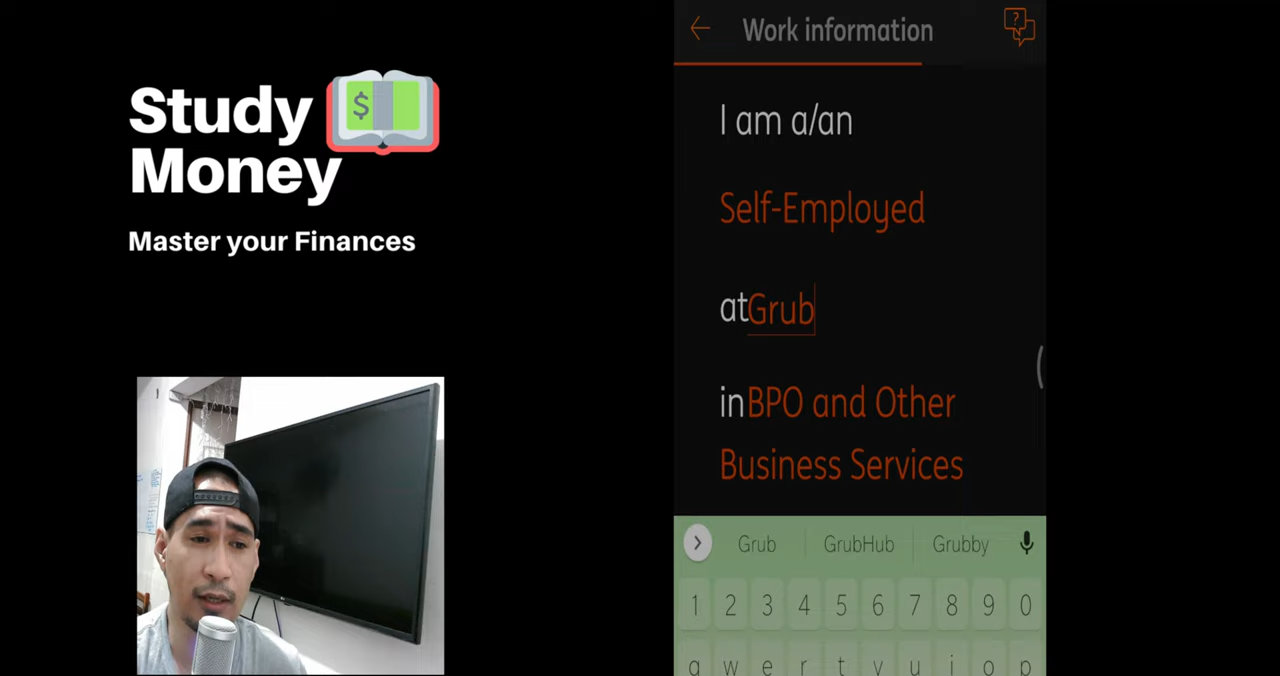 Study
Money
$
Master your Finances
Work information
?
I am a/an
Self-Employed
atGrub
inBPO and Other
Business Services
Grub GrubHub Grubby
1 2 3 4 5 6 7 8 9 0
q w e r t y u i o p